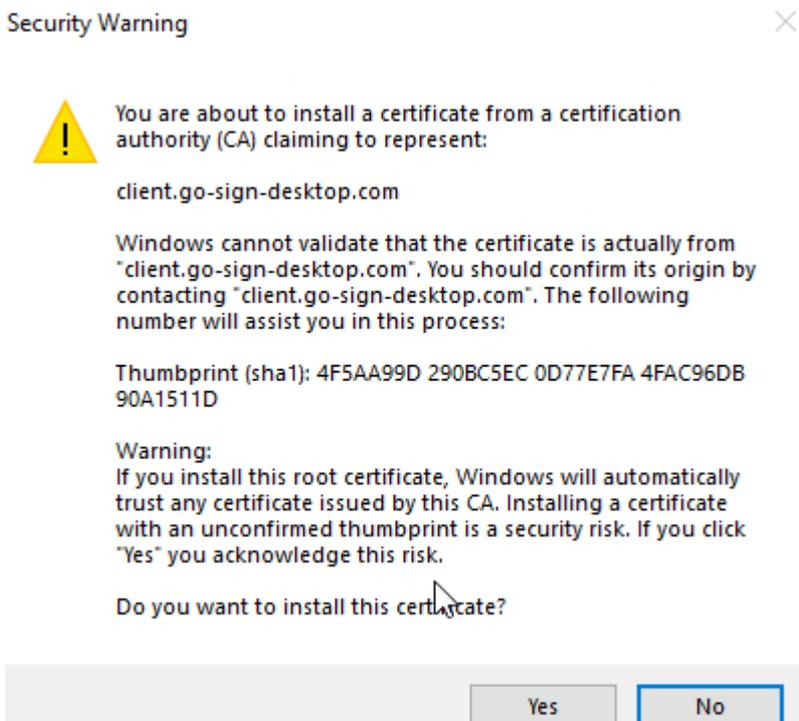 Security Warning
You are about to install a certificate from a certification
authority (CA) claiming to represent:
client.go-sign-desktop.com
Windows cannot validate that the certificate is actually from
"client.go-sign-desktop.com". You should confirm its origin by
contacting "client.go-sign-desktop.com". The following
number will assist you in this process:
Thumbprint (sha1): 4F5AA99D 290BC5EC 0D77E7FA 4FAC96DB
90A1511D
Warning:
If you install this root certificate, Windows will automatically
trust any certificate issued by this CA. Installing a certificate
with an unconfirmed thumbprint is a security risk. If you click
"Yes" you acknowledge this risk.
Do you want to install this certificate?
Yes No